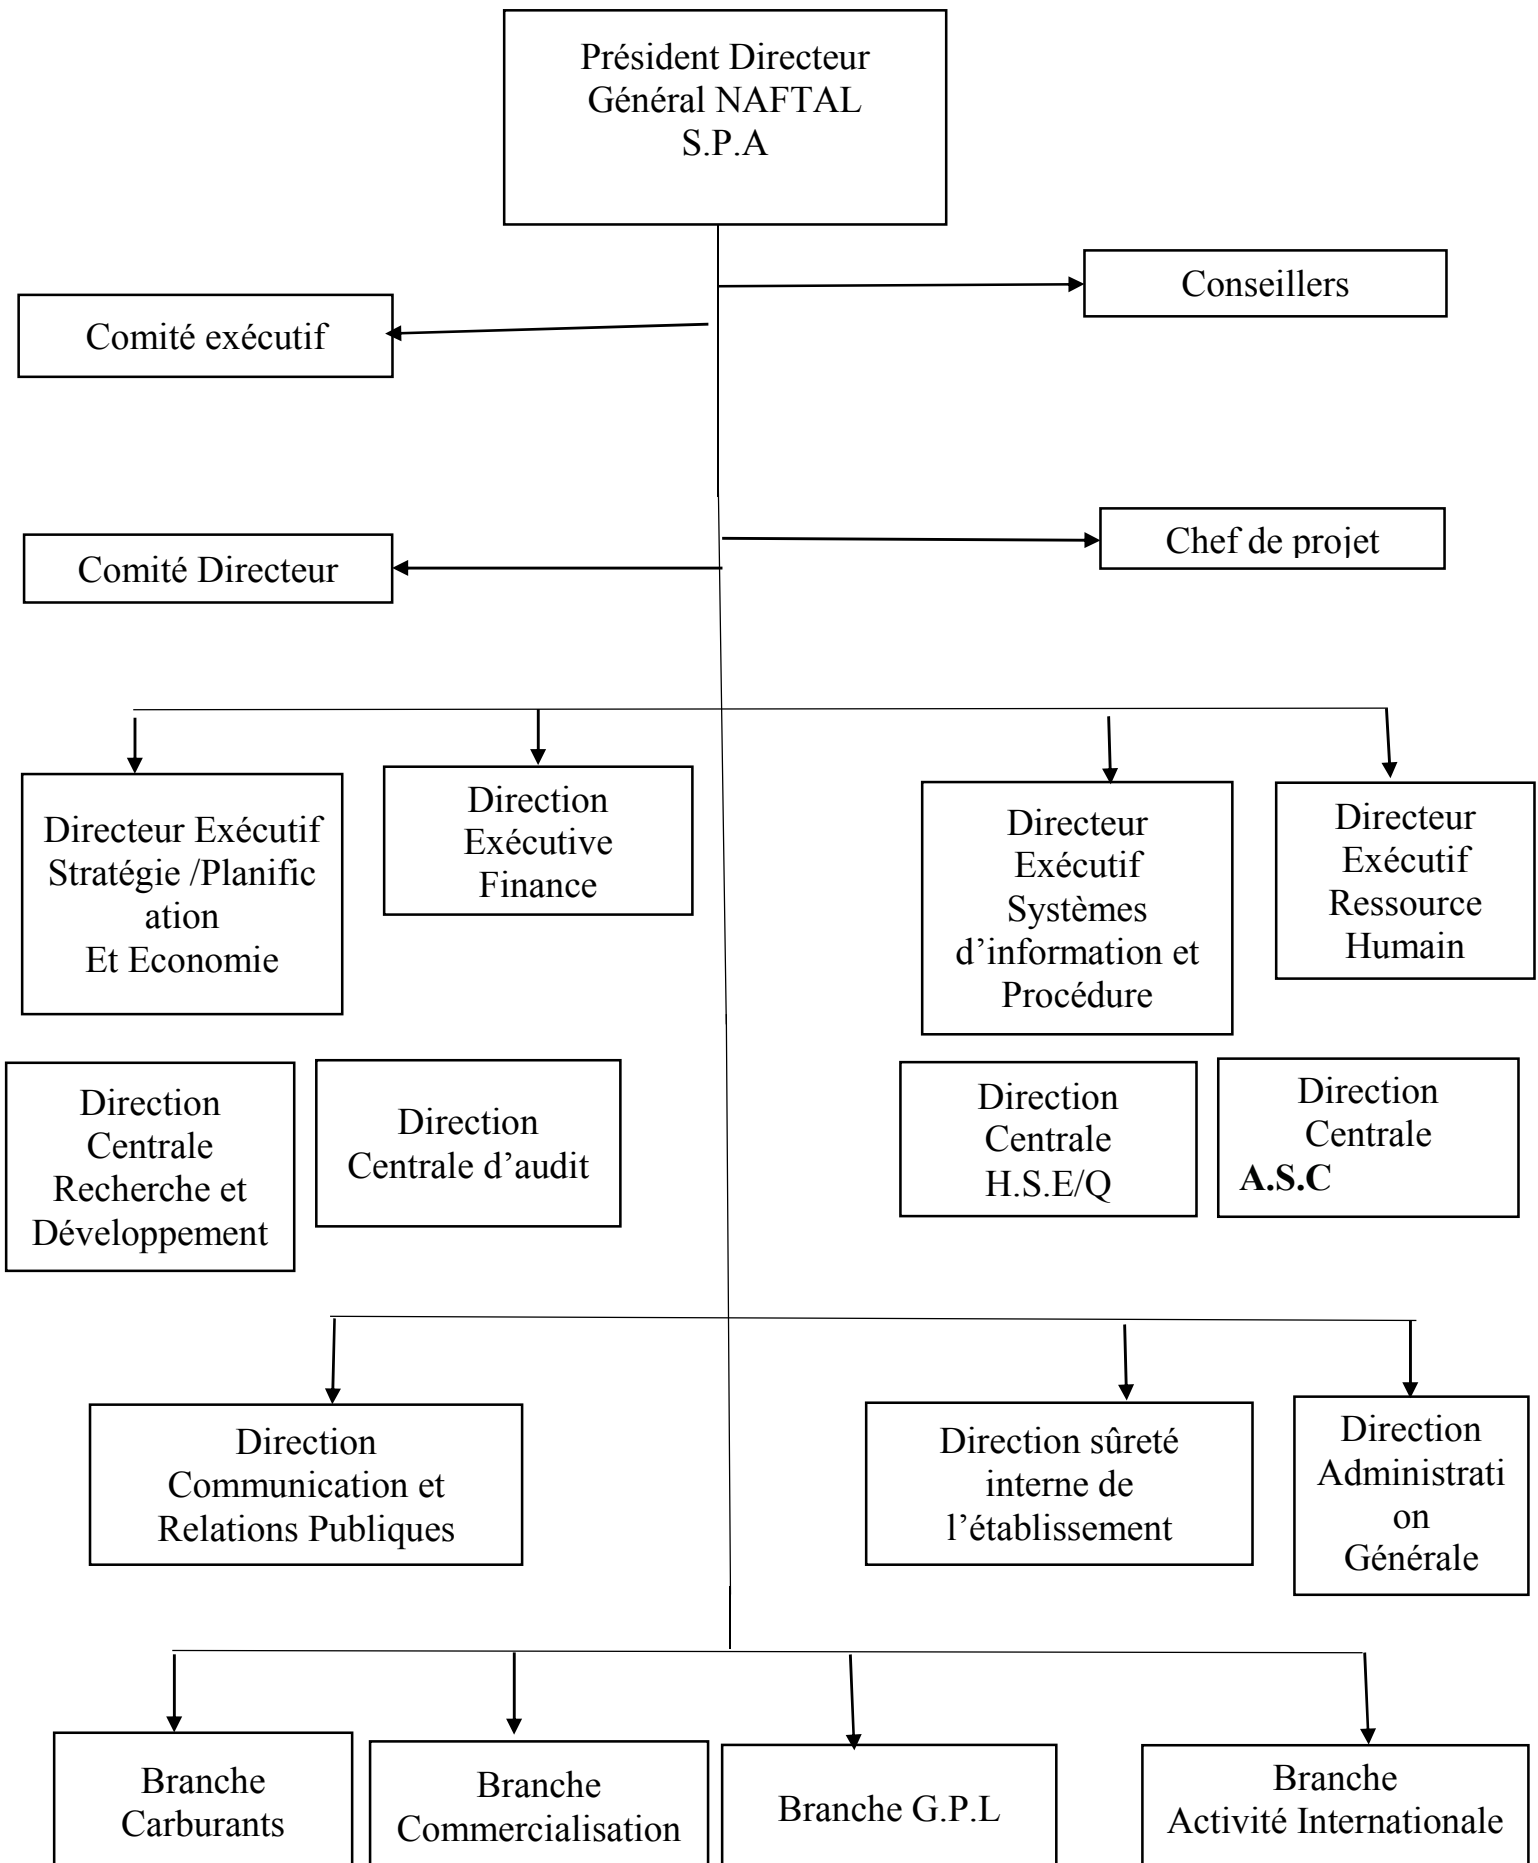 Président Directeur
Général NAFTAL
S.P.A
Conseillers
Comité exécutif
Chef de projet
Comité Directeur
Directeur Exécutif
Stratégie /Planific
ation
Et Economie
Direction
Exécutive
Finance
Directeur
Exécutif
Systèmes
d’information et
Procédure
Directeur
Exécutif
Ressource
Humain
Direction
Centrale
Recherche et
Développement
Direction
Centrale d’audit
Direction
Centrale
H.S.E/Q
Direction
Centrale
A.S.C
Direction
Communication et
Relations Publiques
Direction sûreté
interne de
l’établissement
Direction
Administrati
on
Générale
Branche
Carburants
Branche
Commercialisation
Branche G.P.L
Branche
Activité Internationale